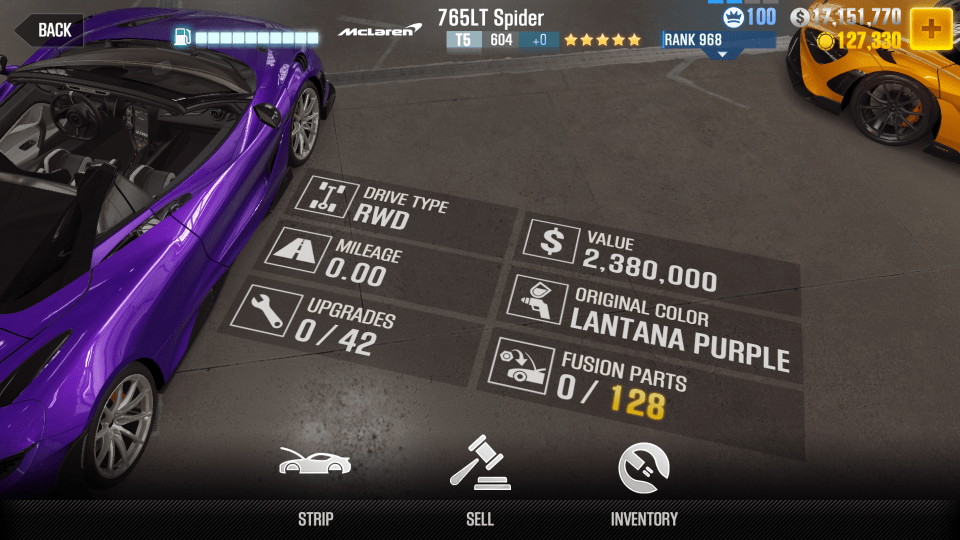 BACK
McLaren
765LT Spider
T5 604 +0
RANK 968
100
17,151,770
127,330
DRIVE TYPE
RWD
MILEAGE
0.00
UPGRADES
0 / 42
$
VALUE
2,380,000
ORIGINAL COLOR
LANTANA PURPLE
FUSION PARTS
0 / 128
STRIP
SELL
INVENTORY